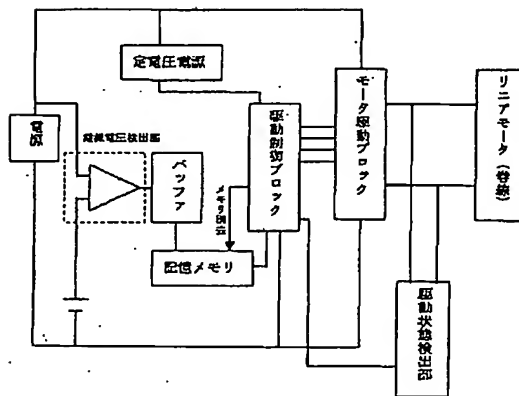 定電圧電源
電源
電源電圧検出部
バッファ
記憶メモリ
メモリ制御
駆動制御ブロック
モータ駆動ブロック
リニアモータ（巻線）
駆動状態検出部